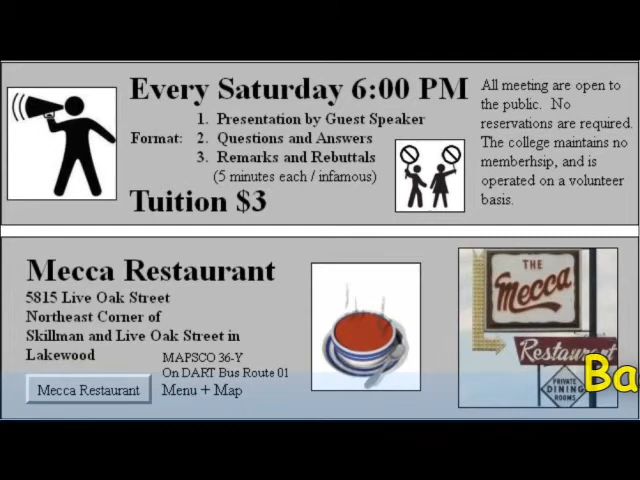 Every Saturday 6:00 PM
1. Presentation by Guest Speaker
Format: 2. Questions and Answers
3. Remarks and Rebuttals
(5 minutes each / infamous)
Tuition $3
All meeting are open to
the public. No
reservations are required.
The college maintains no
memberhsip, and is
operated on a volunteer
basis.
Mecca Restaurant
5815 Live Oak Street
Northeast Corner of
Skillman and Live Oak Street in
Lakewood
MAPSCO 36-Y
On DART Bus Route 01
Mecca Restaurant
Menu + Map
THE
Mecca
Restaurant
PRIVATE
DINING
ROOMS
Ba